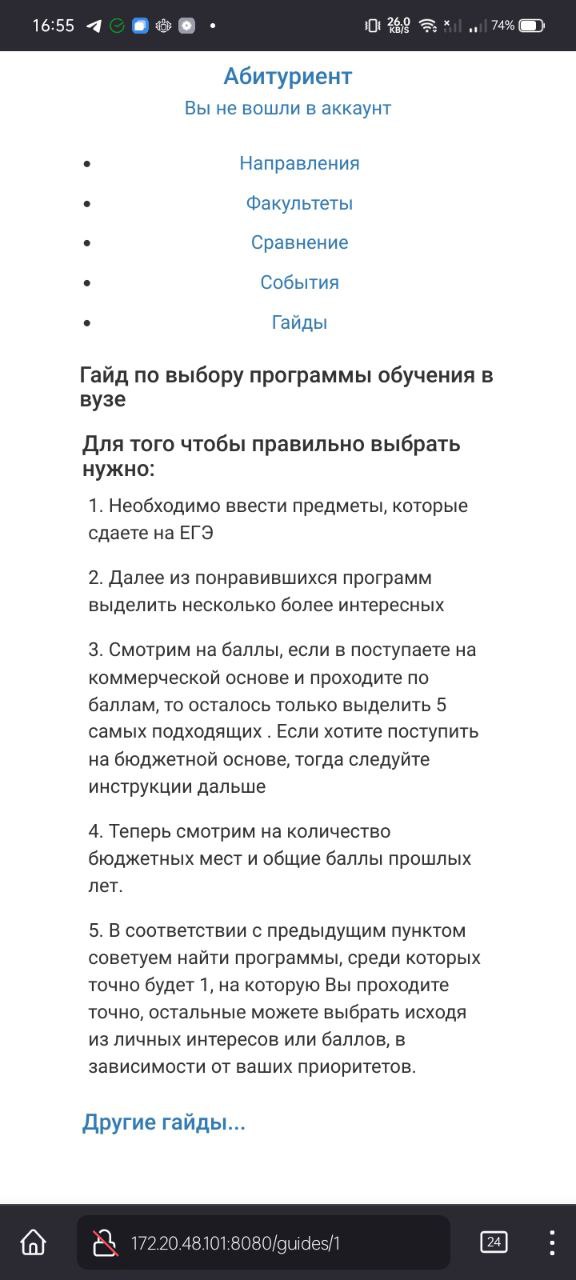 16:55
26.0
KB/S
74%
Абитуриент
Вы не вошли в аккаунт
• Направления
• Факультеты
• Сравнение
• События
• Гайды
Гайд по выбору программы обучения в
вузе
Для того чтобы правильно выбрать
нужно:
1. Необходимо ввести предметы, которые
сдаете на ЕГЭ
2. Далее из понравившихся программ
выделить несколько более интересных
3. Смотрим на баллы, если в поступаете на
коммерческой основе и проходите по
баллам, то осталось только выделить 5
самых подходящих . Если хотите поступить
на бюджетной основе, тогда следуйте
инструкции дальше
4. Теперь смотрим на количество
бюджетных мест и общие баллы прошлых
лет.
5. В соответствии с предыдущим пунктом
советуем найти программы, среди которых
точно будет 1, на которую Вы проходите
точно, остальные можете выбрать исходя
из личных интересов или баллов, в
зависимости от ваших приоритетов.
Другие гайды...
172.20.48.101:8080/guides/1
24